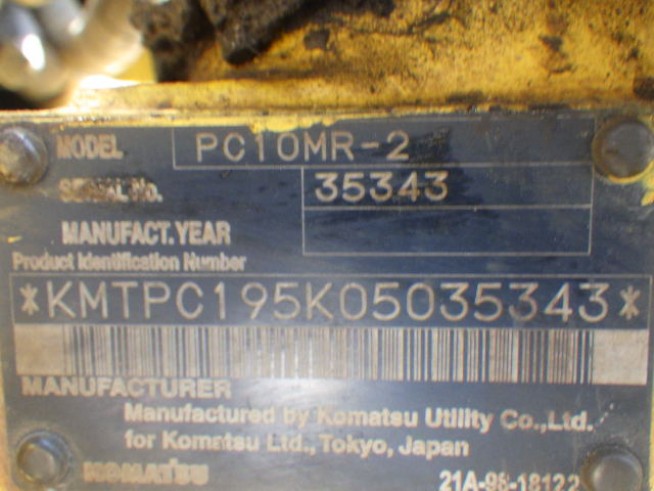 MODEL PC10MR-2
SERIAL No. 35343
MANUFACT.YEAR
Product Identification Number
*KMTPC195K05035343*
MANUFACTURER
Manufactured by Komatsu Utility Co.,Ltd.
for Komatsu Ltd.,Tokyo, Japan
KOMATSU
21A-98-18122